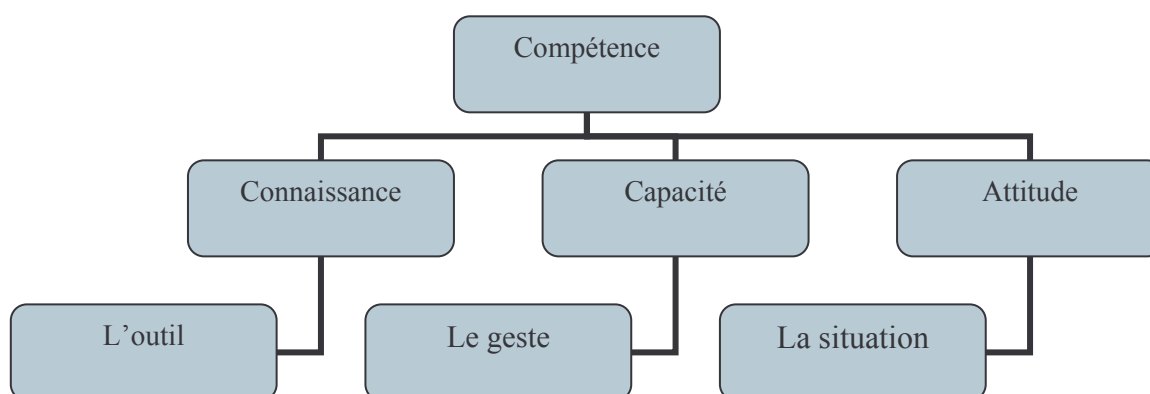 Compétence
Connaissance
Capacité
Attitude
L’outil
Le geste
La situation